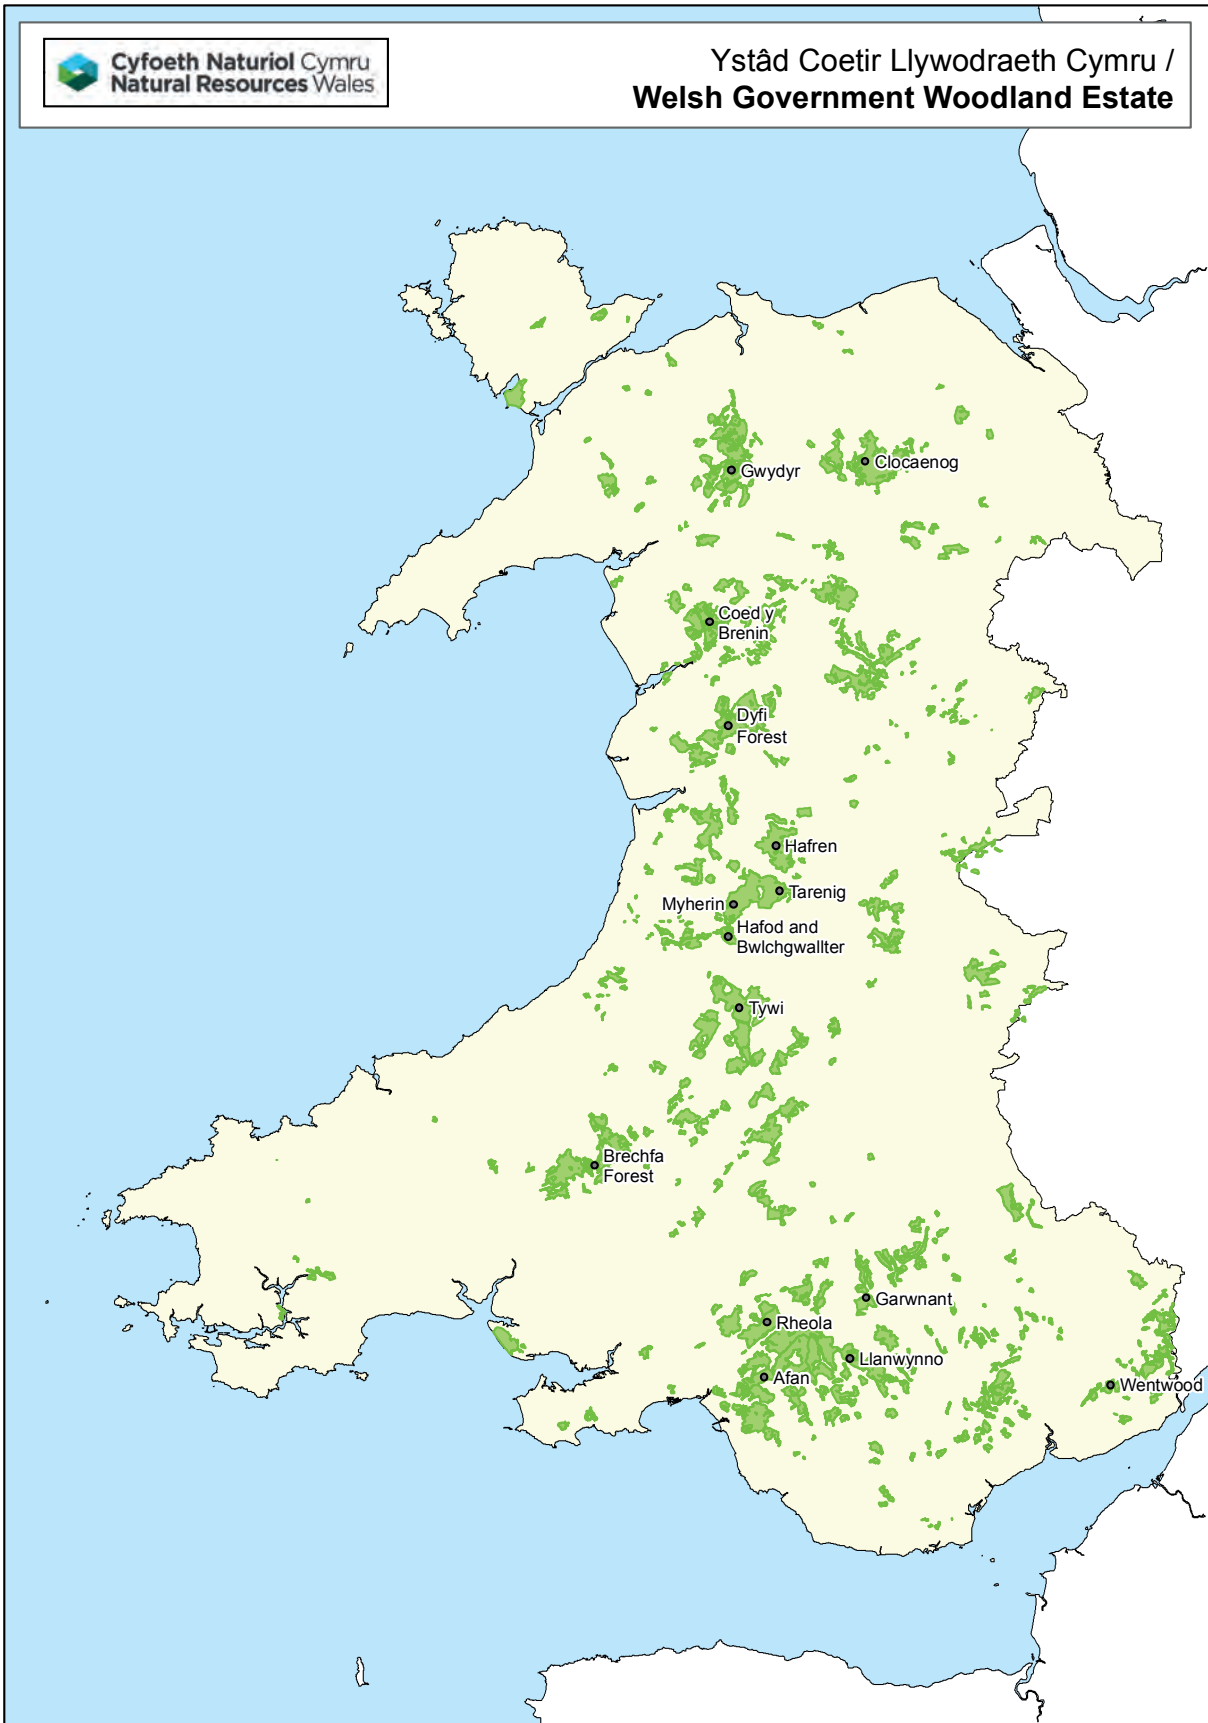 Cyfoeth Naturiol Cymru
Natural Resources Wales
Ystâd Coetir Llywodraeth Cymru /
Welsh Government Woodland Estate
Gwydyr
Clocaenog
Coed y
Brenin
Dyfi
Forest
Hafren
Tarenig
Myherin
Hafod and
Bwlchgwallter
Tywi
Brechfa
Forest
Garwnant
Rheola
Llanwynno
Afan
Wentwood